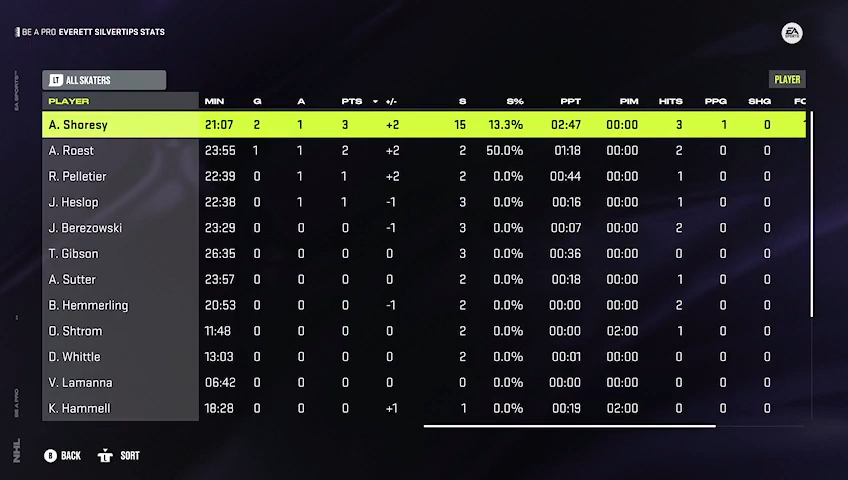 BE A PRO EVERETT SILVERTIPS STATS
EA SPORTS
EA SPORTS™
LT ALL SKATERS
PLAYER
PLAYER MIN G A PTS +/- S S% PPT PIM HITS PPG SHG FO
A. Shoresy 21:07 2 1 3 +2 15 13.3% 02:47 00:00 3 1 0
A. Roest 23:55 1 1 2 +2 2 50.0% 01:18 00:00 2 0 0
R. Pelletier 22:39 0 1 1 +2 2 0.0% 00:44 00:00 1 0 0
J. Heslop 22:38 0 1 1 -1 3 0.0% 00:16 00:00 1 0 0
J. Berezowski 23:29 0 0 0 -1 3 0.0% 00:07 00:00 2 0 0
T. Gibson 26:35 0 0 0 0 3 0.0% 00:36 00:00 0 0 0
A. Sutter 23:57 0 0 0 0 2 0.0% 00:18 00:00 1 0 0
B. Hemmerling 20:53 0 0 0 -1 2 0.0% 00:00 00:00 2 0 0
O. Shtrom 11:48 0 0 0 0 2 0.0% 00:00 02:00 1 0 0
D. Whittle 13:03 0 0 0 0 2 0.0% 00:01 00:00 0 0 0
V. Lamanna 06:42 0 0 0 0 0 0.0% 00:00 00:00 0 0 0
K. Hammell 18:28 0 0 0 +1 1 0.0% 00:19 02:00 0 0 0
BE A PRO
NHL
B BACK L SORT